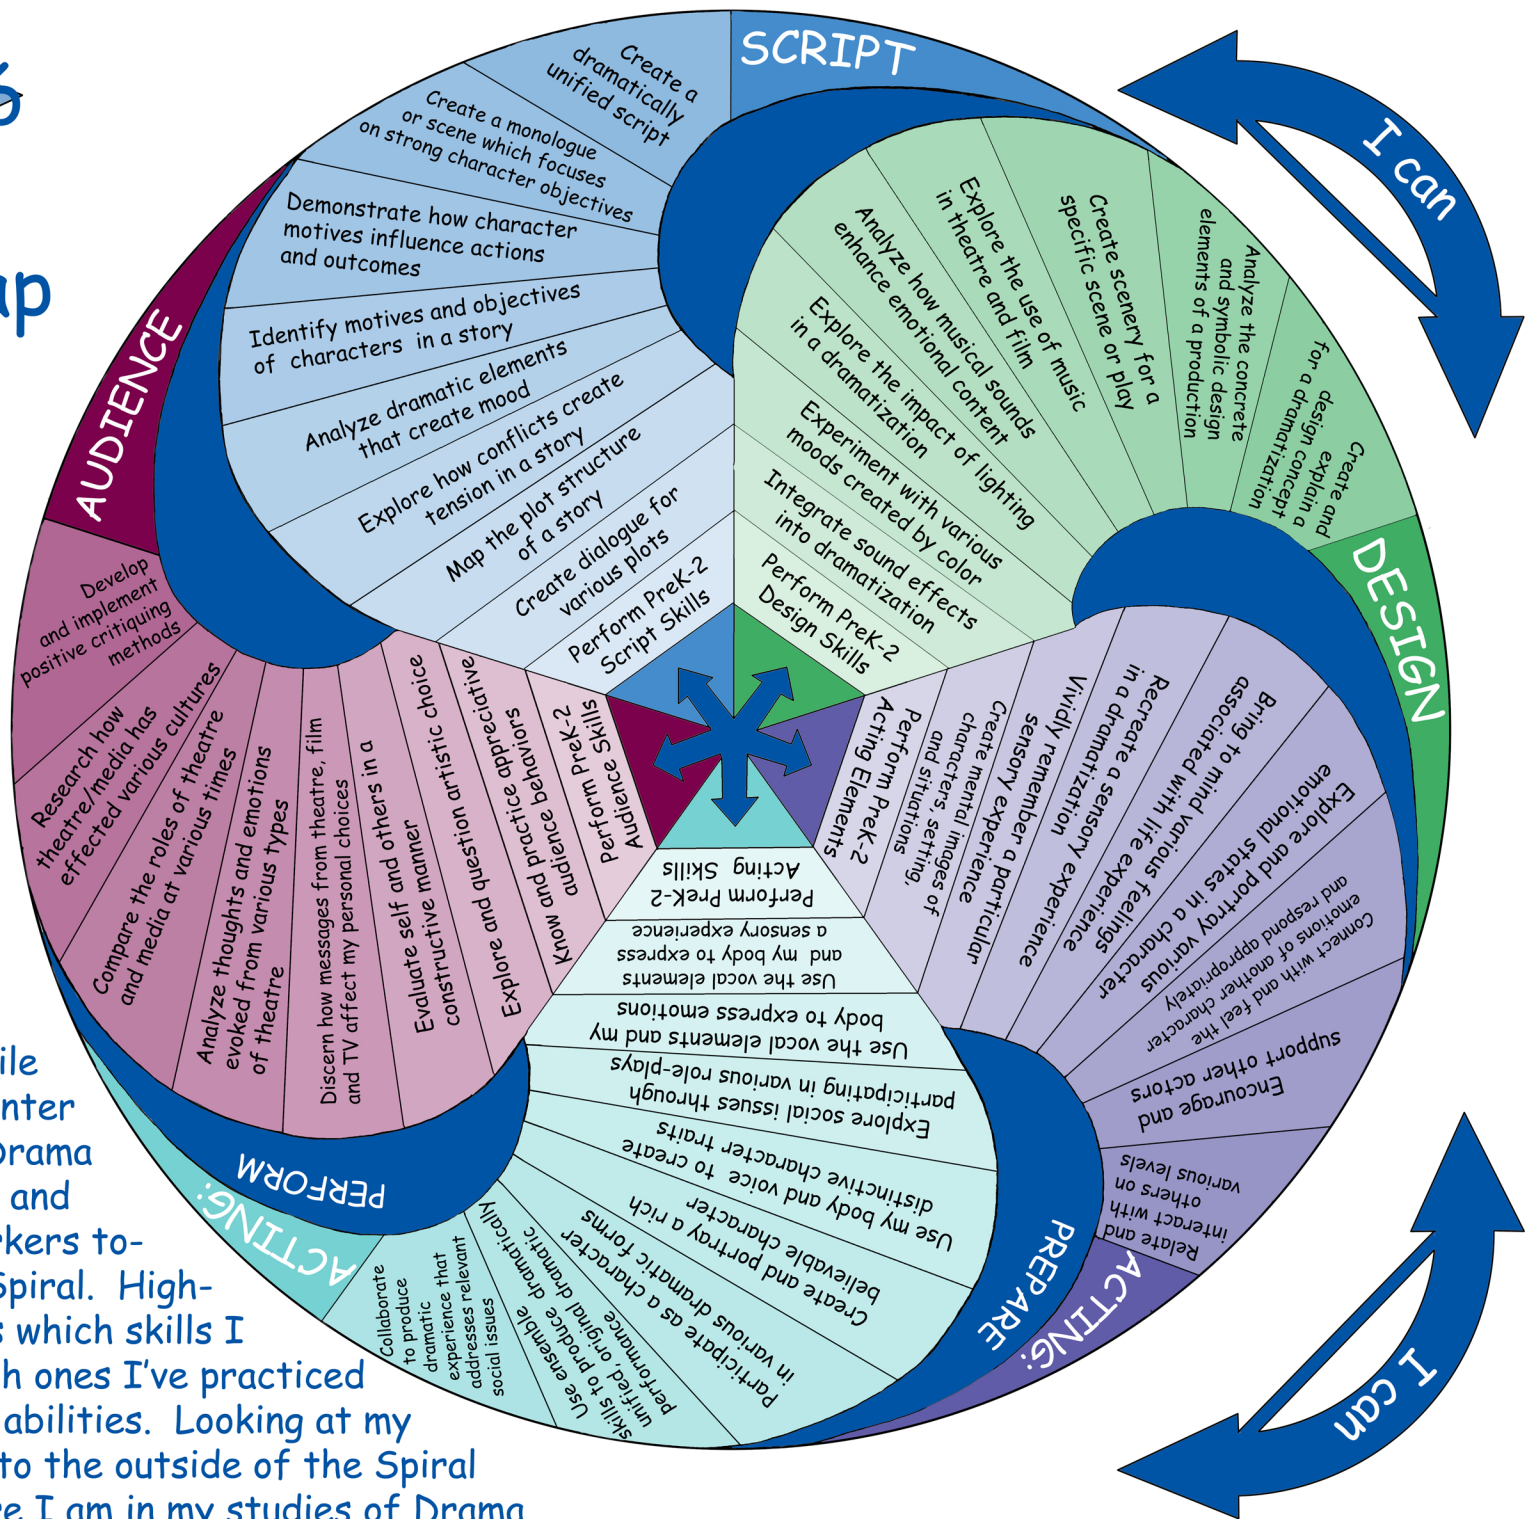 ap
SCRIPT
Create a
dramatically
unified script
Create a monologue
or scene which focuses
on strong character objectives
Demonstrate how character
motives influence actions
and outcomes
Identify motives and objectives
of characters in a story
Analyze dramatic elements
that create mood
Explore how conflicts create
tension in a story
Map the plot structure
of a story
Create dialogue for
various plots
Perform PreK-2
Script Skills
DESIGN
Create and
explain a
design concept
for a dramatization
Analyze the concrete
and symbolic design
elements of a production
Create scenery for a
specific scene or play
Explore the use of music
in theatre and film
Analyze how musical sounds
enhance emotional content
Explore the impact of lighting
in a dramatization
Experiment with various
moods created by color
Integrate sound effects
into dramatization
Perform PreK-2
Design Skills
ACTING:
PREPARE
Relate and
interact with
others on
various levels
Encourage and
support other actors
Connect with and feel the
emotions of another character
and respond appropriately
Explore and portray various
emotional states in a character
Bring to mind various feelings
associated with life experience
Recreate a sensory experience
in a dramatization
Vividly remember a particular
sensory experience
Create mental images of
characters, setting,
and situations
Perform PreK-2
Acting Elements
ACTING:
PERFORM
Collaborate
to produce
dramatic
experience that
addresses relevant
social issues
Use ensemble
skills to produce dramatically
unified, original dramatic
performance
Participate as a character
in various dramatic forms
Create and portray a rich
believable character
Use my body and voice to create
distinctive character traits
Explore social issues through
participating in various role-plays
Use the vocal elements and my
body to express emotions
Use the vocal elements
and my body to express
a sensory experience
Perform PreK-2
Acting Skills
AUDIENCE
Develop
and implement
positive critiquing
methods
Research how
theatre/media has
effected various cultures
Compare the roles of theatre
and media at various times
Analyze thoughts and emotions
evoked from various types
of theatre
Discern how messages from theatre, film
and TV affect my personal choices
Evaluate self and others in a
constructive manner
Explore and question artistic choice
Know and practice appreciative
audience behaviors
Perform PreK-2
Audience Skills
I can
I can
ile
nter
Drama
and
rkers to-
Spiral. High-
s which skills I
h ones I've practiced
abilities. Looking at my
to the outside of the Spiral
re I am in my studies of Drama